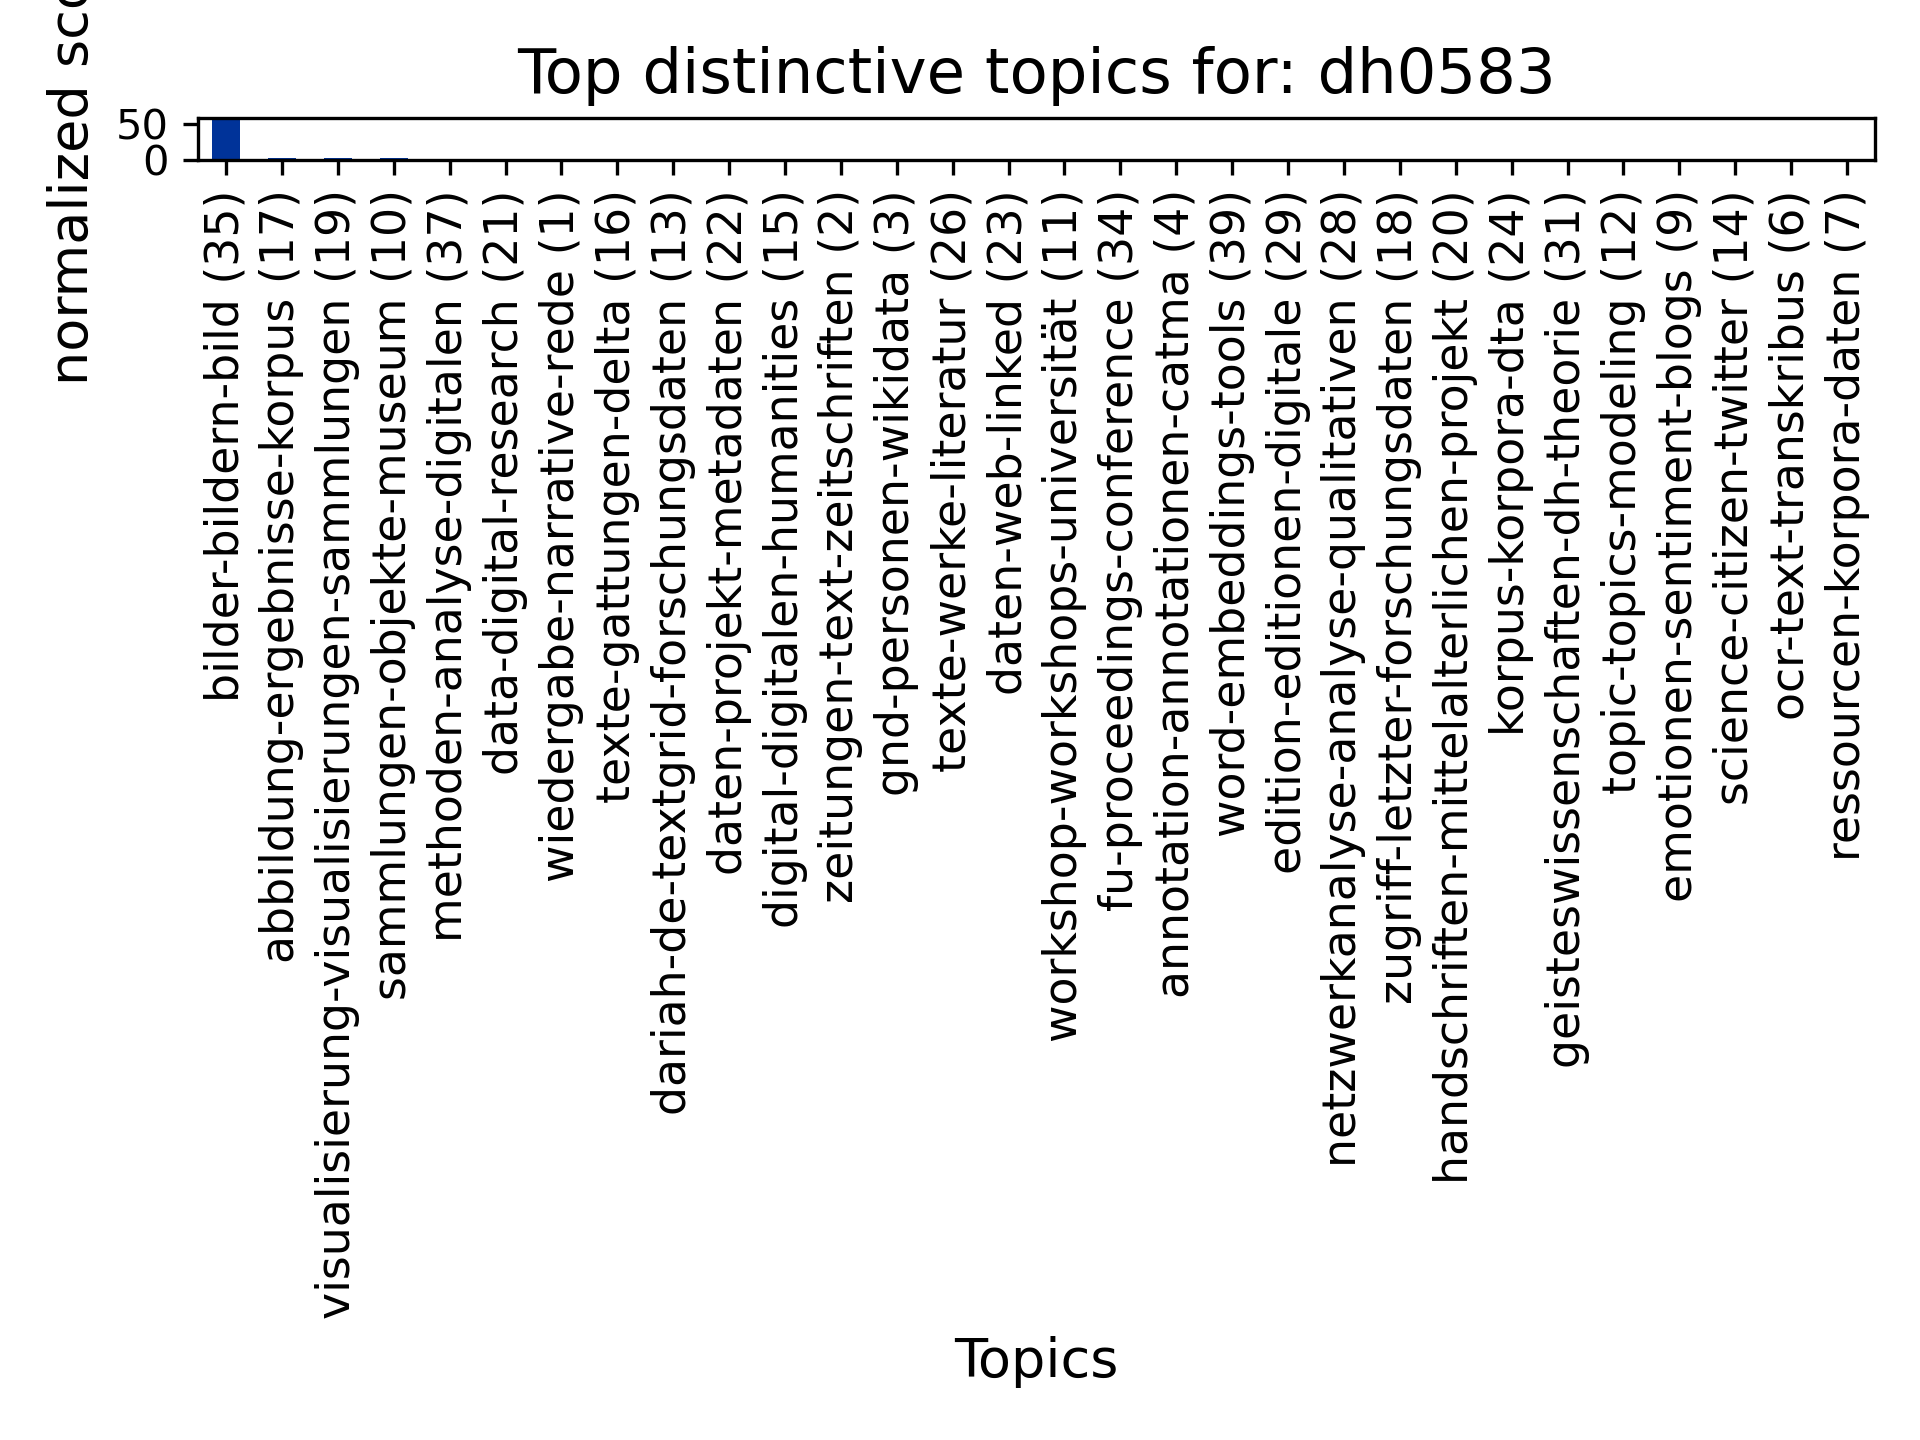 Top distinctive topics for: dh0583
normalized
50
0
bilder-bildern-bild (35)
abbildung-ergebnisse-korpus (17)
visualisierung-visualisierungen-sammlungen (19)
sammlungen-objekte-museum (10)
methoden-analyse-digitalen (37)
data-digital-research (21)
wiedergabe-narrative-rede (1)
texte-gattungen-delta (16)
dariah-de-textgrid-forschungsdaten (13)
daten-projekt-metadaten (22)
digital-digitalen-humanities (15)
zeitungen-text-zeitschriften (2)
gnd-personen-wikidata (3)
texte-werke-literatur (26)
daten-web-linked (23)
workshop-workshops-universität (11)
fu-proceedings-conference (34)
annotation-annotationen-catma (4)
word-embeddings-tools (39)
edition-editionen-digitale (29)
netzwerkanalyse-analyse-qualitativen (28)
zugriff-letzter-forschungsdaten (18)
handschriften-mittelalterlichen-projekt (20)
korpus-korpora-dta (24)
geisteswissenschaften-dh-theorie (31)
topic-topics-modeling (12)
emotionen-sentiment-blogs (9)
science-citizen-twitter (14)
ocr-text-transkribus (6)
ressourcen-korpora-daten (7)
Topics